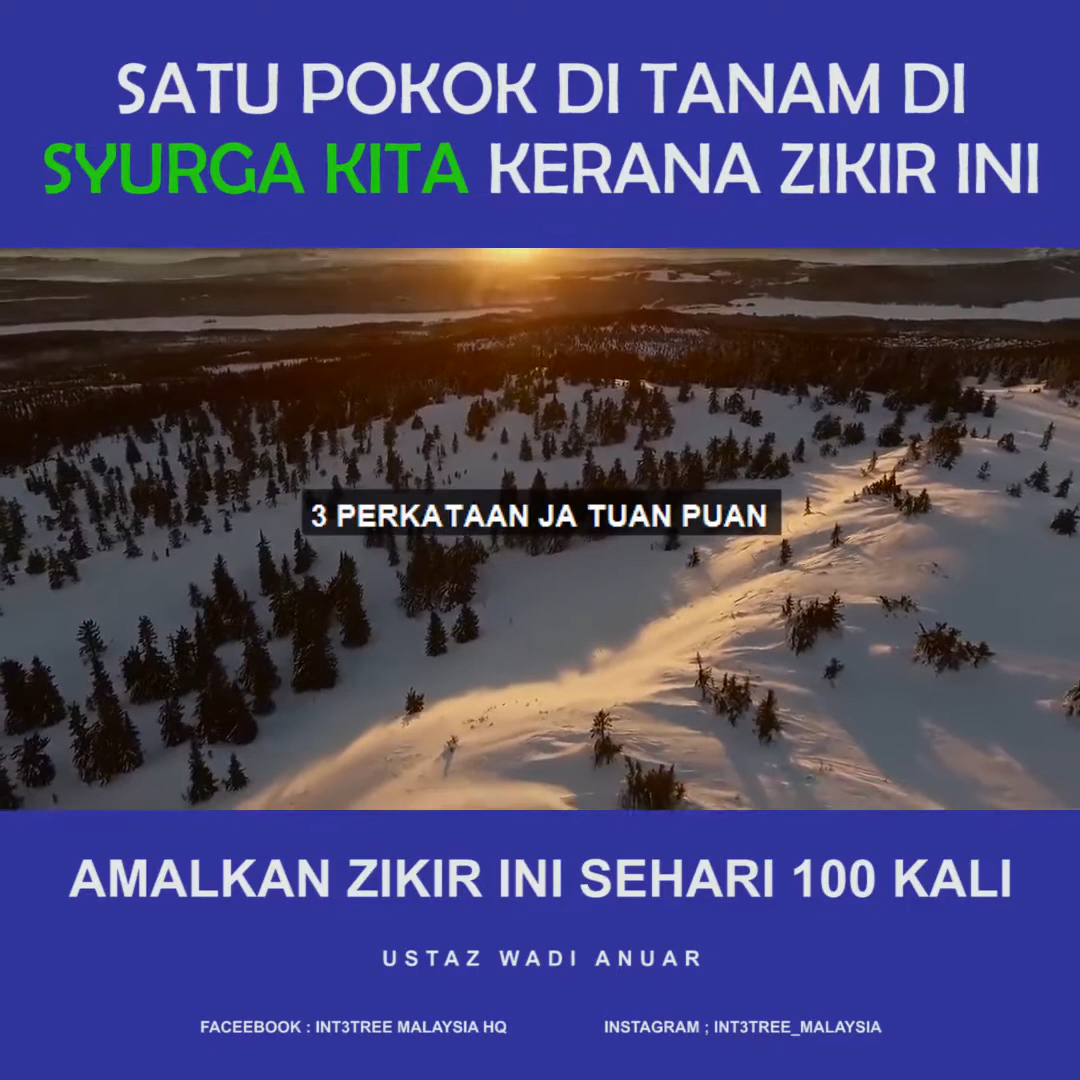 SATU POKOK DI TANAM DI
SYURGA KITA KERANA ZIKIR INI
3 PERKATAAN JA TUAN PUAN
AMALKAN ZIKIR INI SEHARI 100 KALI
USTAZ WADI ANUAR
FACEEBOOK : INT3TREE MALAYSIA HQ
INSTAGRAM ; INT3TREE_MALAYSIA